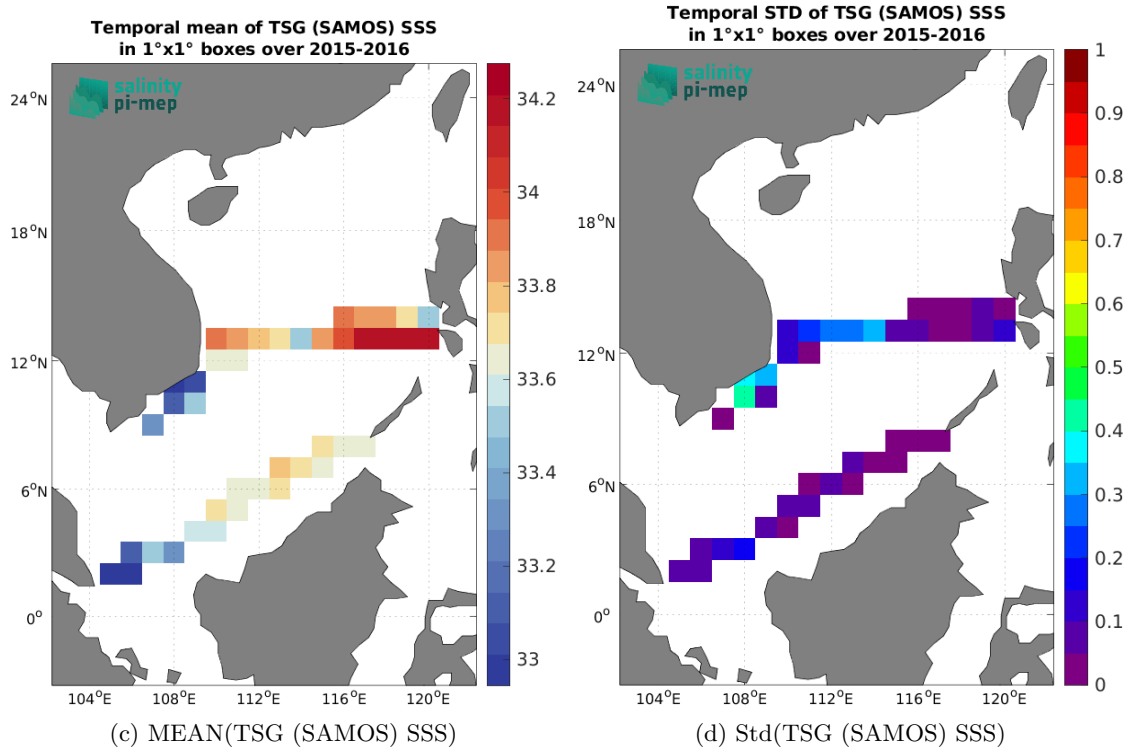 Temporal mean of TSG (SAMOS) SSS
in 1°x1° boxes over 2015-2016
salinity
pi-mep
24°N
18°N
12°N
6°N
0°
104°E
108°E
112°E
116°E
120°E
34.2
34
33.8
33.6
33.4
33.2
33
(c) MEAN(TSG (SAMOS) SSS)
Temporal STD of TSG (SAMOS) SSS
in 1°x1° boxes over 2015-2016
salinity
pi-mep
24°N
18°N
12°N
6°N
0°
104°E
108°E
112°E
116°E
120°E
1
0.9
0.8
0.7
0.6
0.5
0.4
0.3
0.2
0.1
0
(d) Std(TSG (SAMOS) SSS)